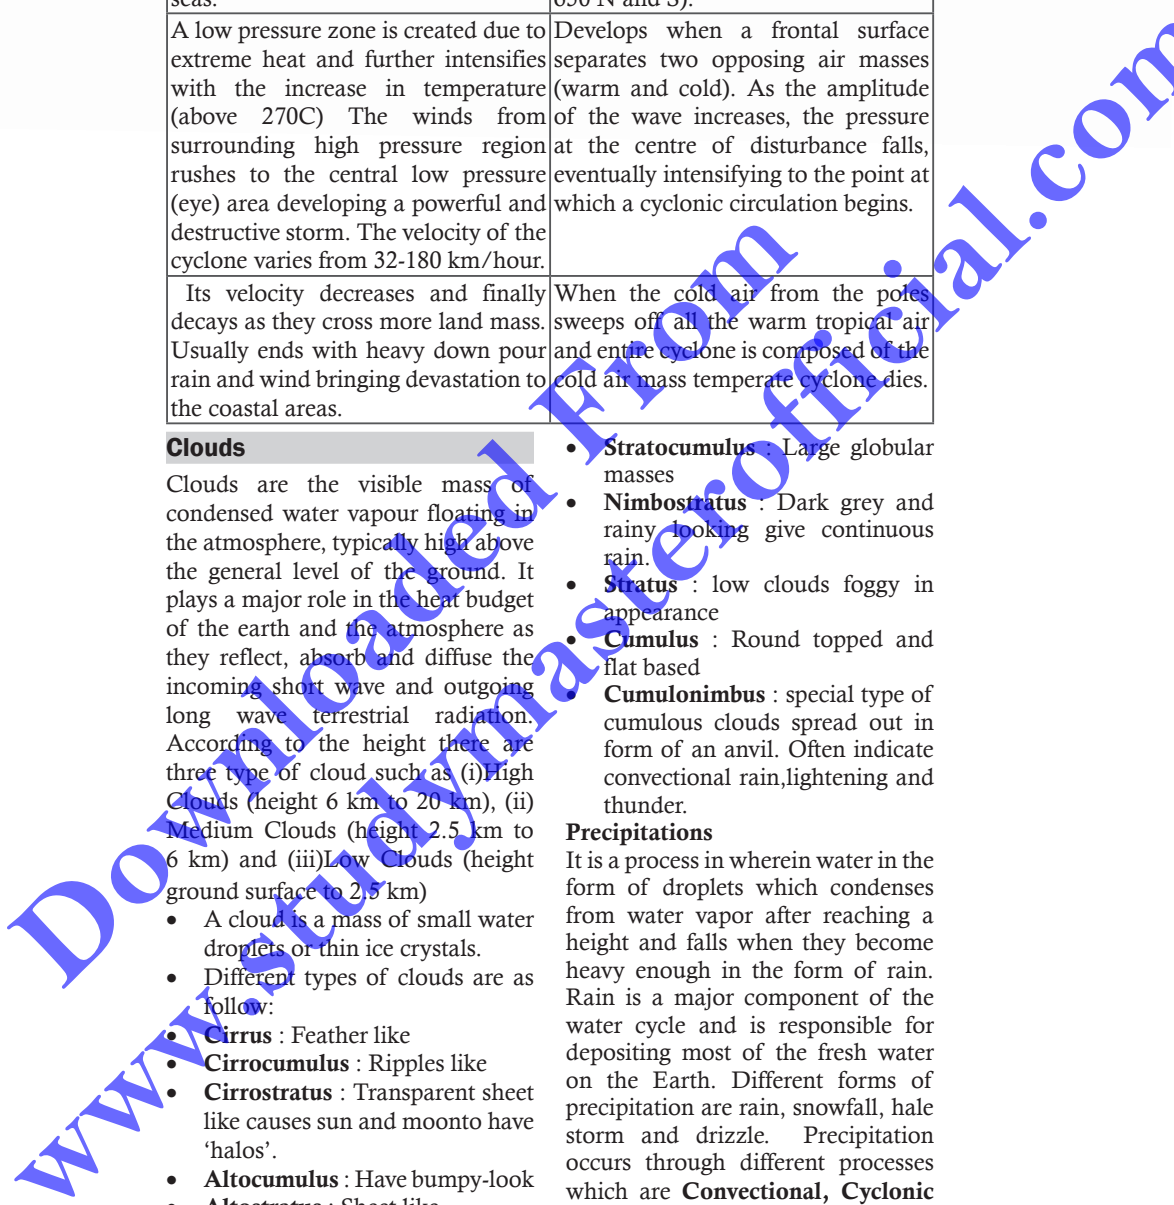 seas.
650 N and S).
A low pressure zone is created due to
extreme heat and further intensifies
with the increase in temperature
(above 270C) The winds from
surrounding high pressure region
rushes to the central low pressure
(eye) area developing a powerful and
destructive storm. The velocity of the
cyclone varies from 32-180 km/hour.
Develops when a frontal surface
separates two opposing air masses
(warm and cold). As the amplitude
of the wave increases, the pressure
at the centre of disturbance falls,
eventually intensifying to the point at
which a cyclonic circulation begins.
Its velocity decreases and finally
decays as they cross more land mass.
Usually ends with heavy down pour
rain and wind bringing devastation to
the coastal areas.
When the cold air from the poles
sweeps off all the warm tropical air
and entire cyclone is composed of the
cold air mass temperate cyclone dies.
Clouds
Clouds are the visible mass of
condensed water vapour floating in
the atmosphere, typically high above
the general level of the ground. It
plays a major role in the heat budget
of the earth and the atmosphere as
they reflect, absorb and diffuse the
incoming short wave and outgoing
long wave terrestrial radiation.
According to the height there are
three type of cloud such as (i)High
Clouds (height 6 km to 20 km), (ii)
Medium Clouds (height 2.5 km to
6 km) and (iii)Low Clouds (height
ground surface to 2.5 km)
• A cloud is a mass of small water
droplets or thin ice crystals.
• Different types of clouds are as
follow:
• Cirrus : Feather like
• Cirrocumulus : Ripples like
• Cirrostratus : Transparent sheet
like causes sun and moonto have
‘halos’.
• Altocumulus : Have bumpy-look
• Altostratus : Sheet like
• Stratocumulus : Large globular
masses
• Nimbostratus : Dark grey and
rainy looking give continuous
rain.
• Stratus : low clouds foggy in
appearance
• Cumulus : Round topped and
flat based
• Cumulonimbus : special type of
cumulous clouds spread out in
form of an anvil. Often indicate
convectional rain,lightening and
thunder.
Precipitations
It is a process in wherein water in the
form of droplets which condenses
from water vapor after reaching a
height and falls when they become
heavy enough in the form of rain.
Rain is a major component of the
water cycle and is responsible for
depositing most of the fresh water
on the Earth. Different forms of
precipitation are rain, snowfall, hale
storm and drizzle. Precipitation
occurs through different processes
which are Convectional, Cyclonic
Downloaded From
www.studymasterofficial.com